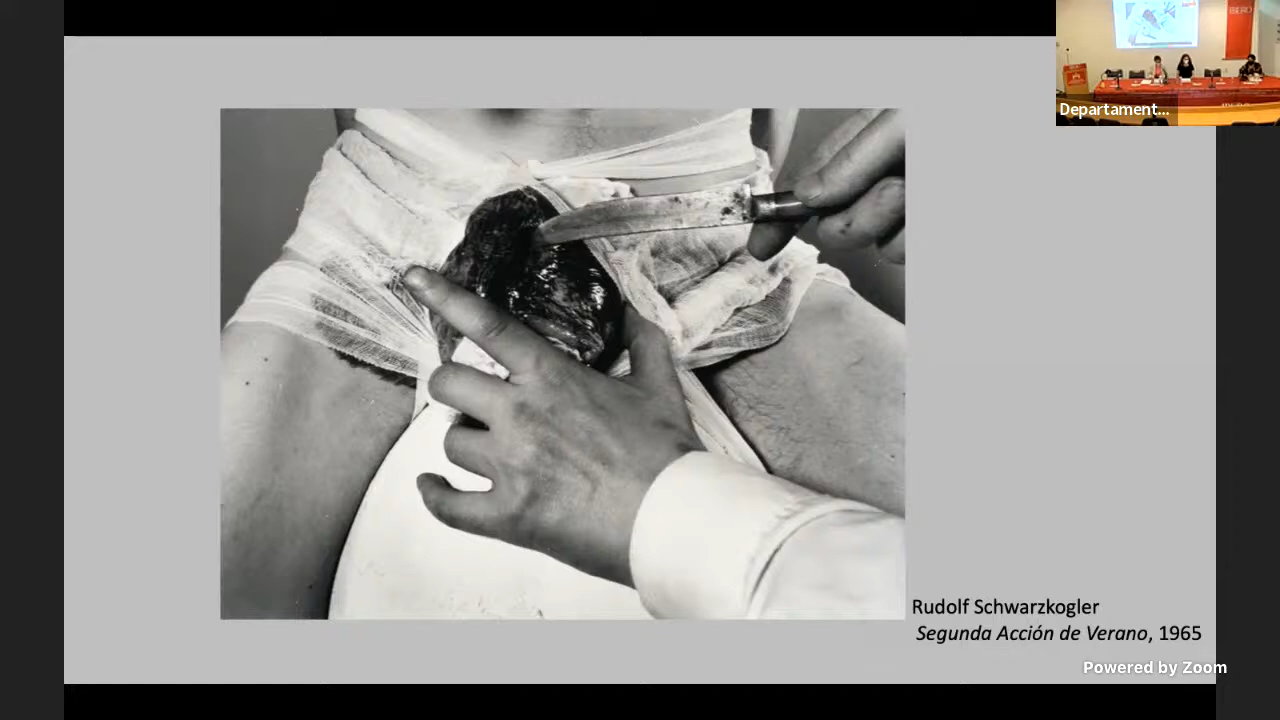 Departament...
Rudolf Schwarzkogler
Segunda Acción de Verano, 1965
Powered by Zoom